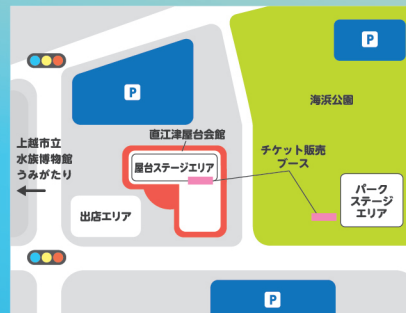 P
海浜公園
P
直江津屋台会館
上越市立
水族博物館
うみがたり
屋台ステージエリア
チケット販売
ブース
出店エリア
パーク
ステージ
エリア
P